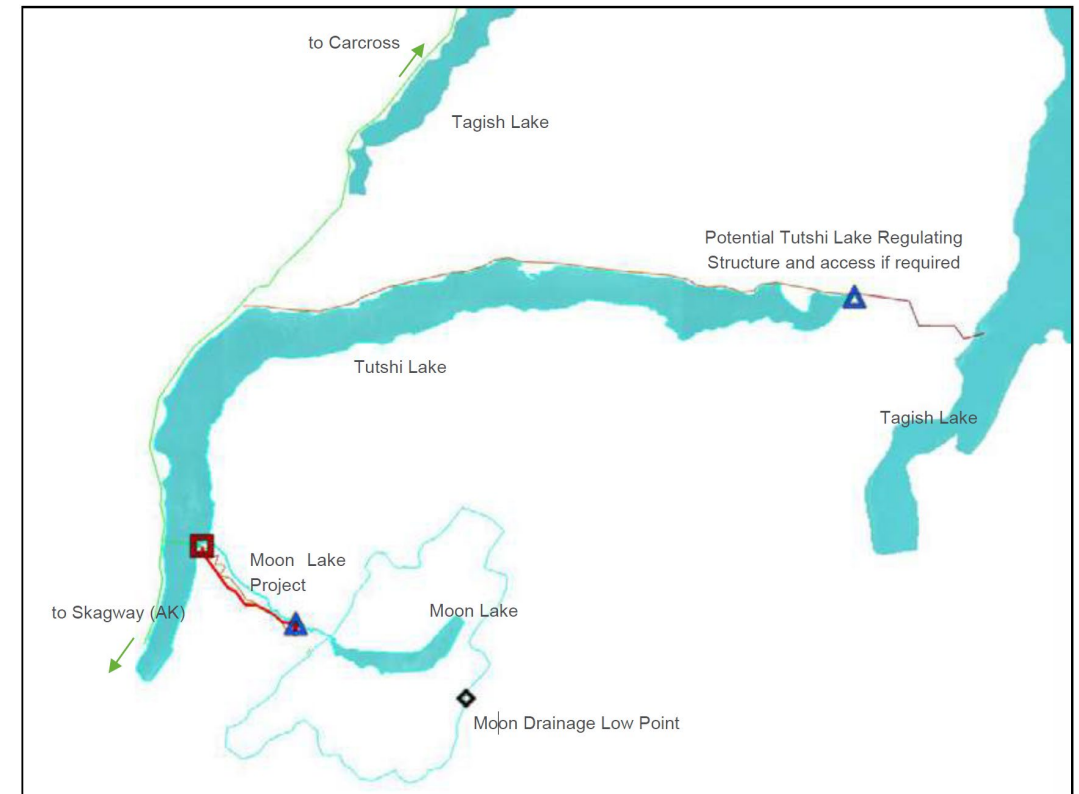 to Carcross
Tagish Lake
Potential Tutshi Lake Regulating
Structure and access if required
Tutshi Lake
Tagish Lake
Moon Lake
Project
to Skagway (AK)
Moon Lake
Moon Drainage Low Point